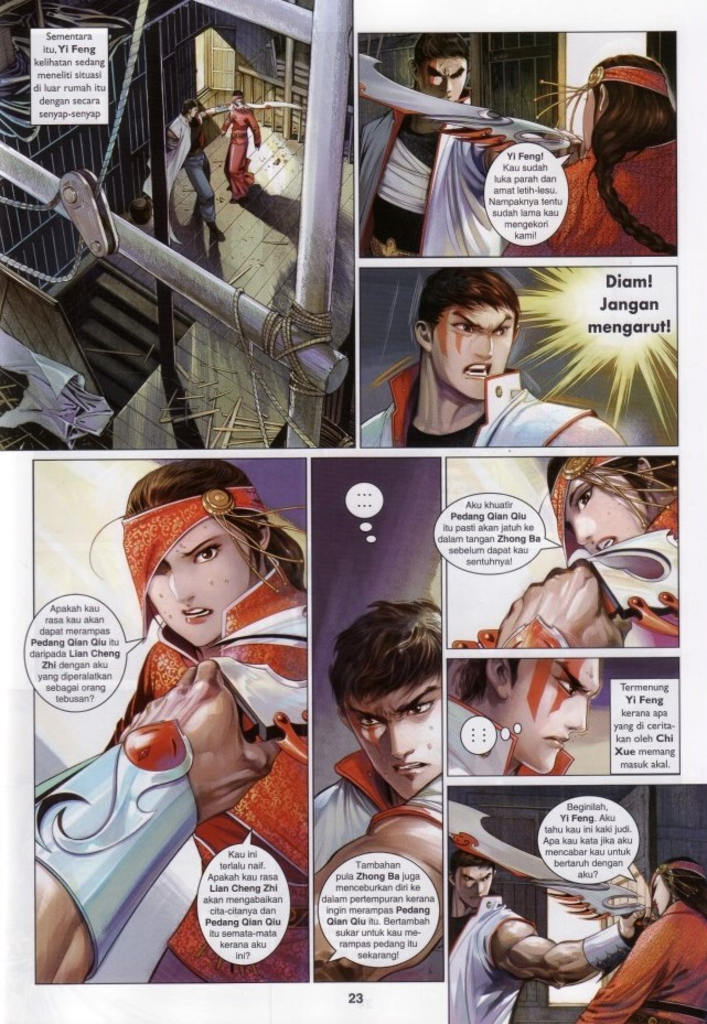 Sementara
itu, Yi Feng
kelihatan sedang
meneliti situasi
di luar rumah itu
dengan secara
senyap-senyap
Yi Feng!
Kau sudah
luka parah dan
amat letih-lesu.
Nampaknya tentu
sudah lama kau
mengekori
kami!
Diam!
Jangan
mengarut!
Apakah kau
rasa kau akan
dapat merampas
Pedang Qian Qiu itu
daripada Lian Cheng
Zhi dengan aku
yang diperalatkan
sebagai orang
tebusan?
Kau ini
terlalu naif.
Apakah kau rasa
Lian Cheng Zhi
akan mengabaikan
cita-citanya dan
Pedang Qian Qiu
itu semata-mata
kerana aku
ini?
...
...
Tambahan
pula Zhong Ba juga
menceburkan diri ke
dalam pertempuran kerana
ingin merampas Pedang
Qian Qiu itu. Bertambah
sukar untuk kau me-
rampas pedang itu
sekarang!
Aku khuatir
Pedang Qian Qiu
itu pasti akan jatuh ke
dalam tangan Zhong Ba
sebelum dapat kau
sentuhnya!
...
...
Termenung
Yi Feng
kerana apa
yang di cerita-
kan oleh Chi
Xue memang
masuk akal.
Beginilah,
Yi Feng. Aku
tahu kau ini kaki judi.
Apa kau kata jika aku
mencabar kau untuk
bertaruh dengan
aku?
23